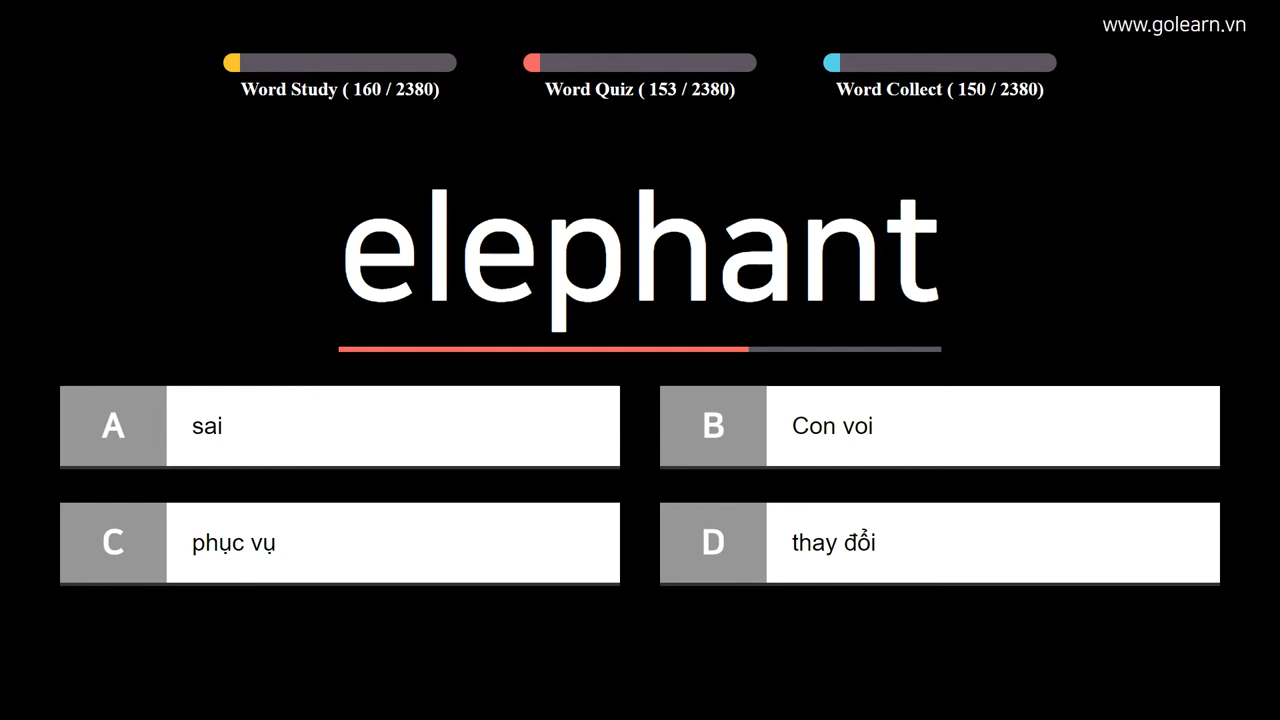 www.golearn.vn
Word Study ( 160 / 2380)
Word Quiz ( 153 / 2380)
Word Collect ( 150 / 2380)
elephant
A sai
B Con voi
C phục vụ
D thay đổi